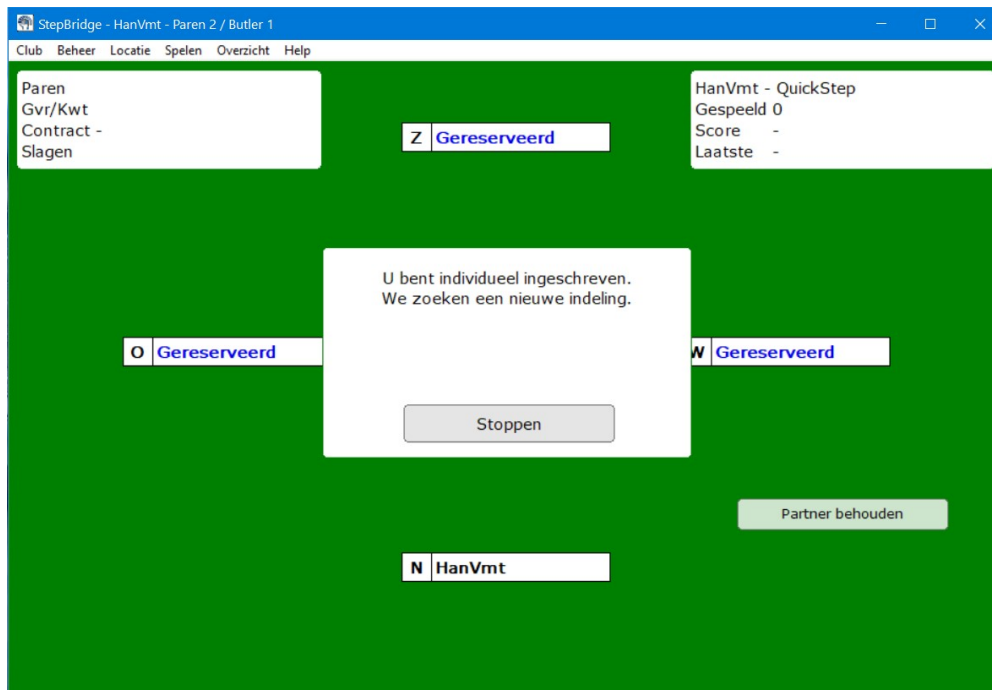 StepBridge - HanVmt - Paren 2 / Butler 1
Club Beheer Locatie Spelen Overzicht Help
Paren
Gvr/Kwt
Contract -
Slagen
HanVmt - QuickStep
Gespeeld 0
Score -
Laatste -
Z Gereserveerd
U bent individueel ingeschreven.
We zoeken een nieuwe indeling.
O Gereserveerd
W Gereserveerd
Stoppen
Partner behouden
N HanVmt